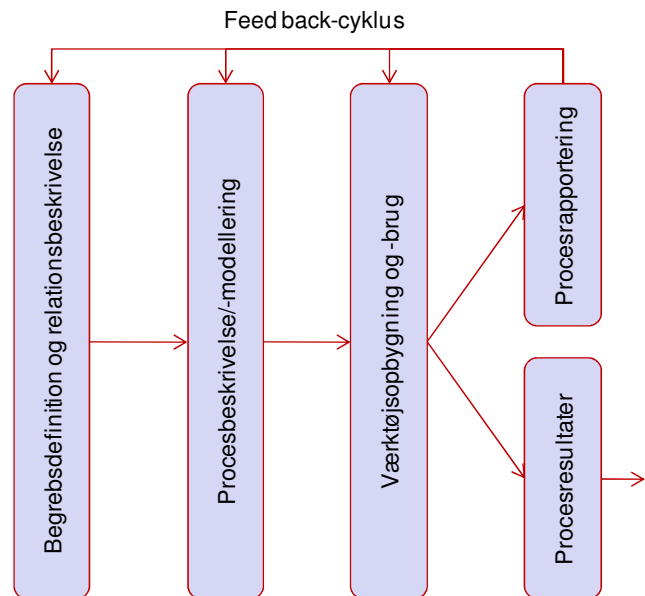 Feed back-cyklus
Begrebsdefinition og relationsbeskrivelse
Procesbeskrivelse/-modellering
Værktøjsopbygning og -brug
Procesrapportering
Procesresultater